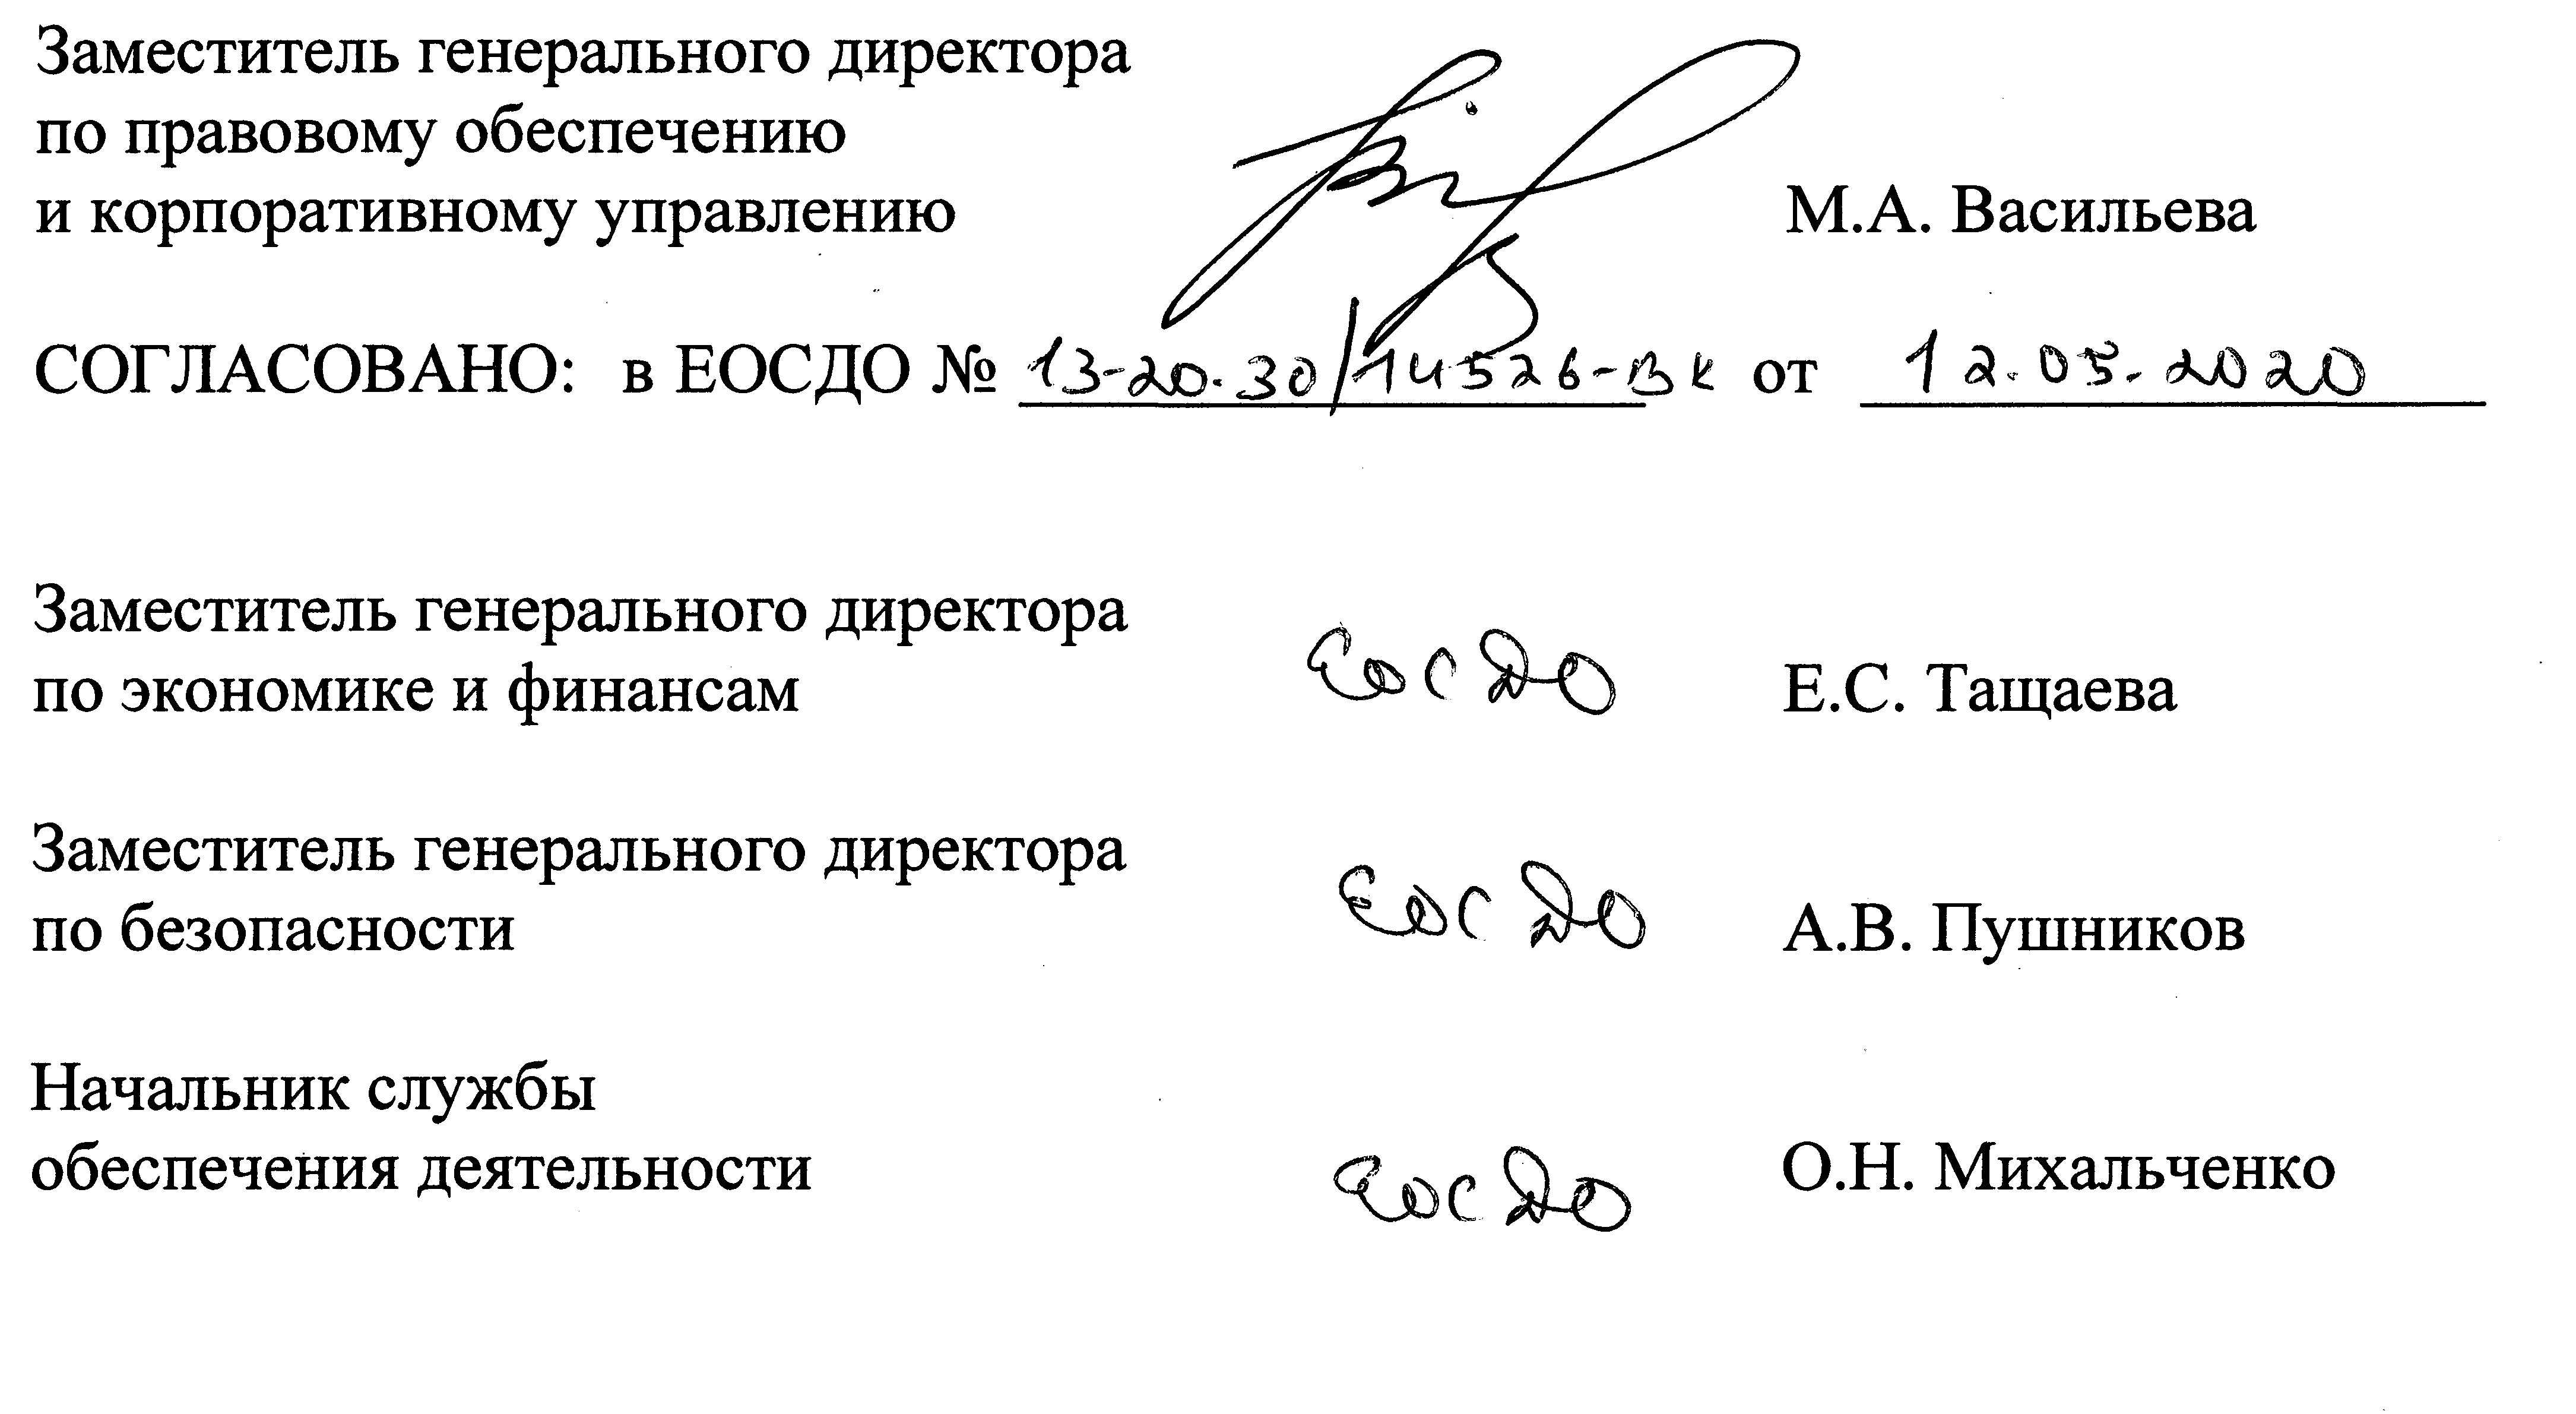 Заместитель генерального директора
по правовому обеспечению
и корпоративному управлению М.А. Васильева
СОГЛАСОВАНО: в ЕОСДО № 13-20.30/14526-ВК от 12.05.2020
Заместитель генерального директора
по экономике и финансам ЕОСДО Е.С. Тащаева
Заместитель генерального директора
по безопасности ЕОСДО А.В. Пушников
Начальник службы
обеспечения деятельности ЕОСДО О.Н. Михальченко